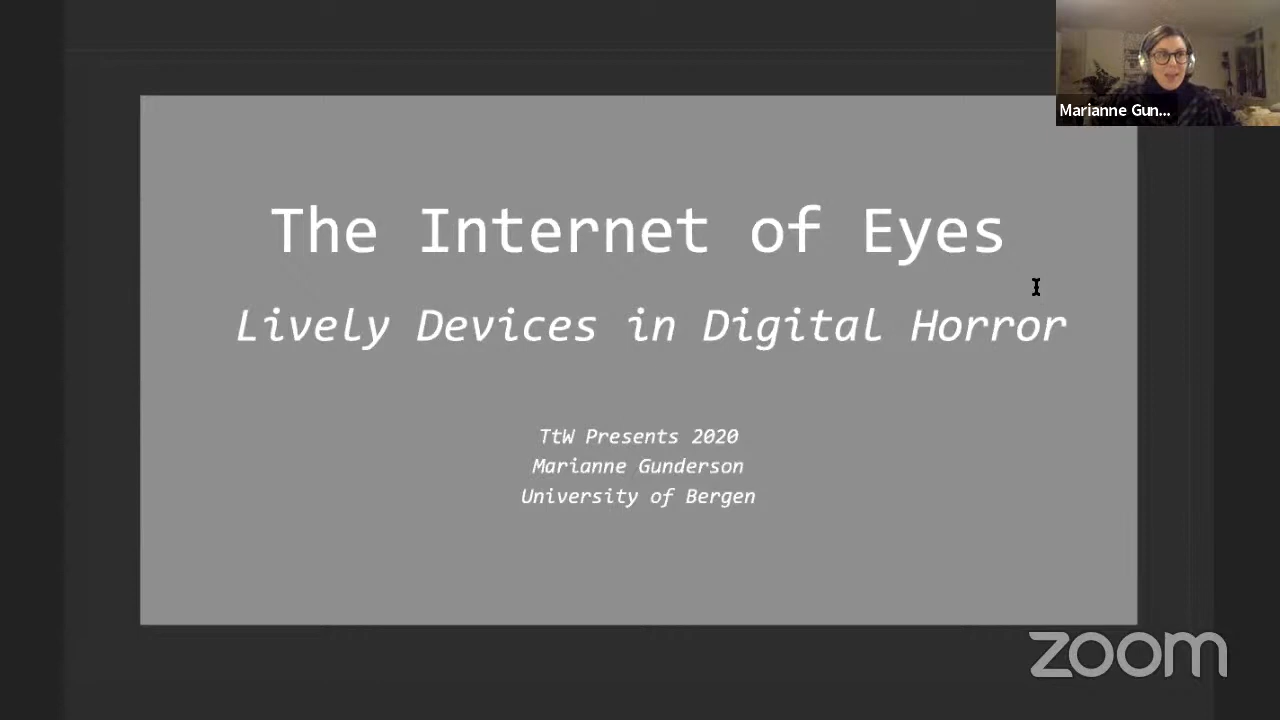 Marianne Gun...
The Internet of Eyes
Lively Devices in Digital Horror
TtW Presents 2020
Marianne Gunderson
University of Bergen
zoom